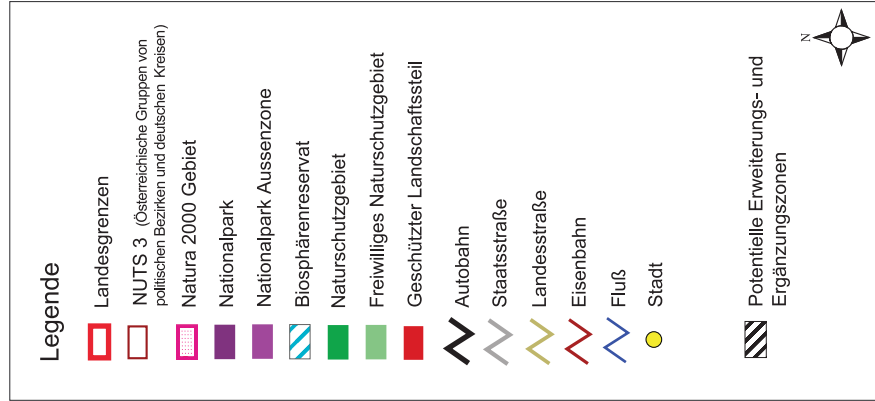 Legende
Landesgrenzen
NUTS 3 (Österreichische Gruppen von
politischen Bezirken und deutschen Kreisen)
Natura 2000 Gebiet
Nationalpark
Nationalpark Aussenzone
Biosphärenreservat
Naturschutzgebiet
Freiwilliges Naturschutzgebiet
Geschützter Landschaftssteil
Autobahn
Staatsstraße
Landesstraße
Eisenbahn
Fluß
Stadt
Potentielle Erweiterungs- und
Ergänzungszonen
N